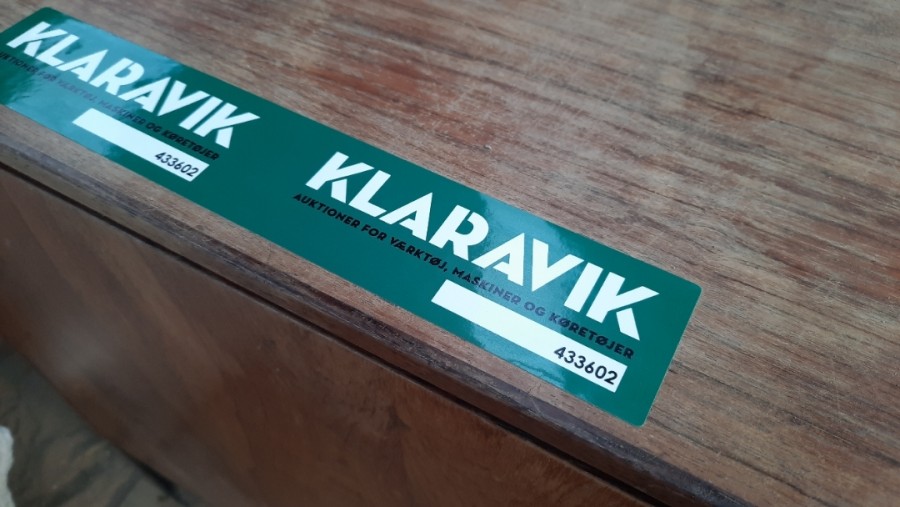 KLARAVIK
AUKTIONER FOR VÆRKTØJ, MASKINER OG KØRETØJER
433602
KLARAVIK
AUKTIONER FOR VÆRKTØJ, MASKINER OG KØRETØJER
433602